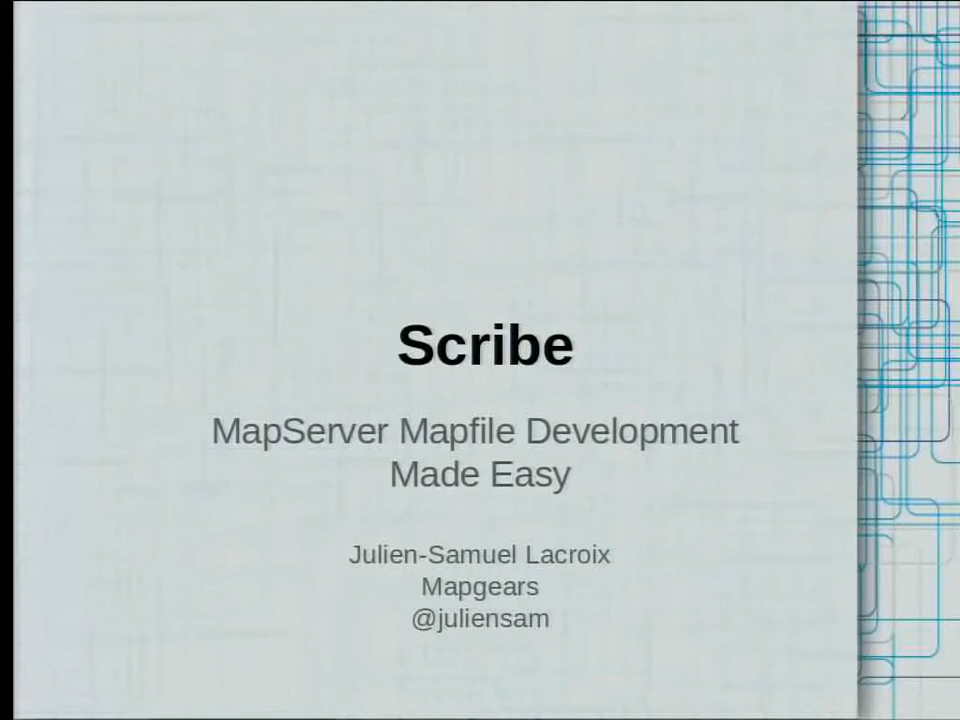 Scribe
MapServer Mapfile Development
Made Easy
Julien-Samuel Lacroix
Mapgears
@juliensam